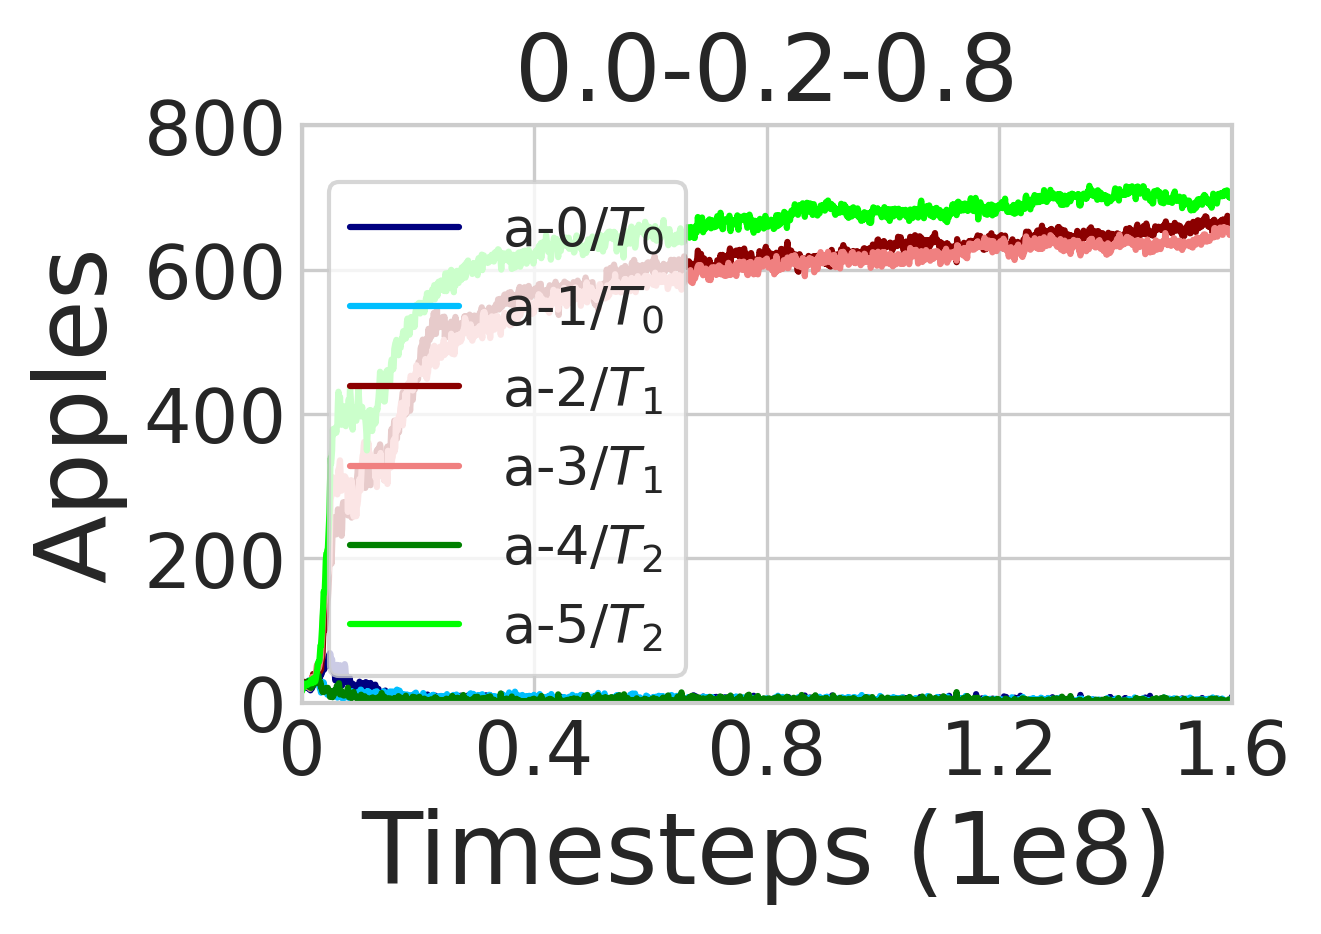 0.0-0.2-0.8
800
600
400
200
0
Apples
a-0/T₀
a-1/T₀
a-2/T₁
a-3/T₁
a-4/T₂
a-5/T₂
0 0.4 0.8 1.2 1.6
Timesteps (1e8)